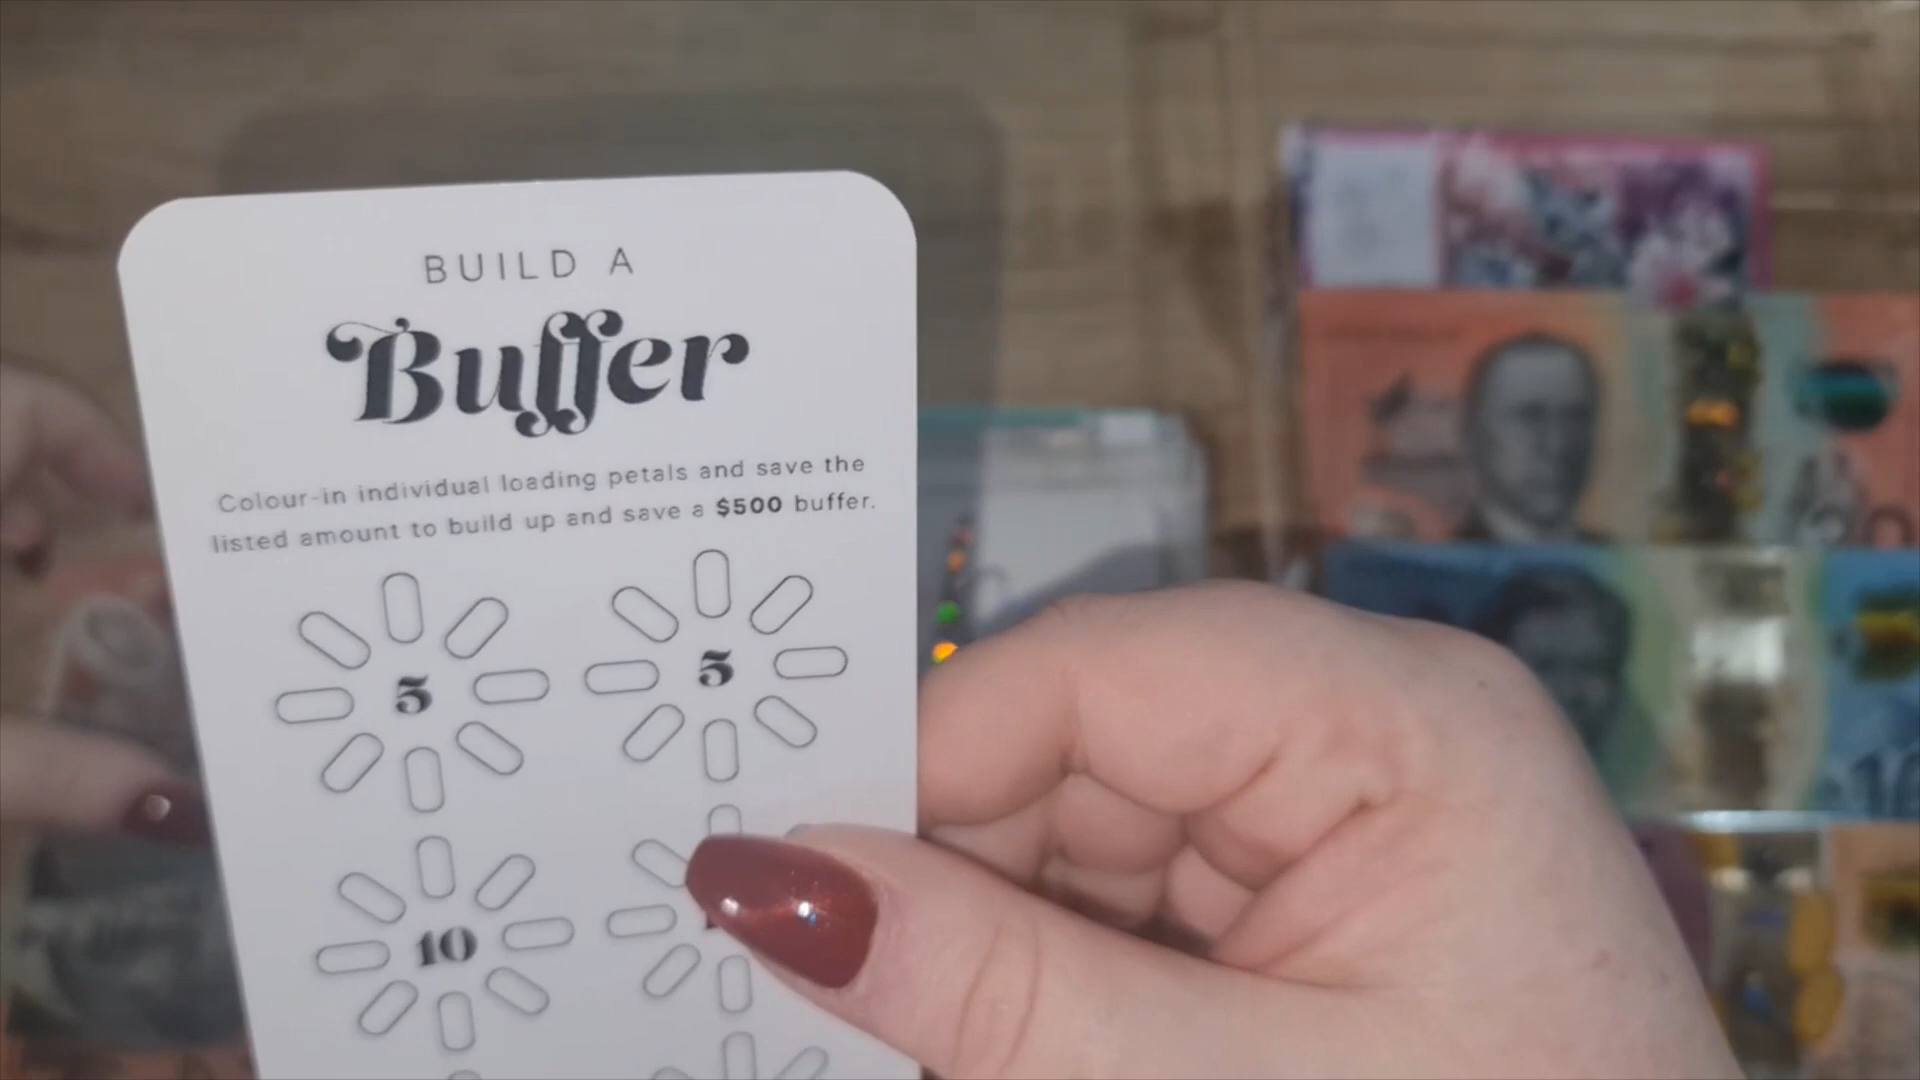 BUILD A
Buffer
Colour-in individual loading petals and save the
listed amount to build up and save a $500 buffer.
5 5
10